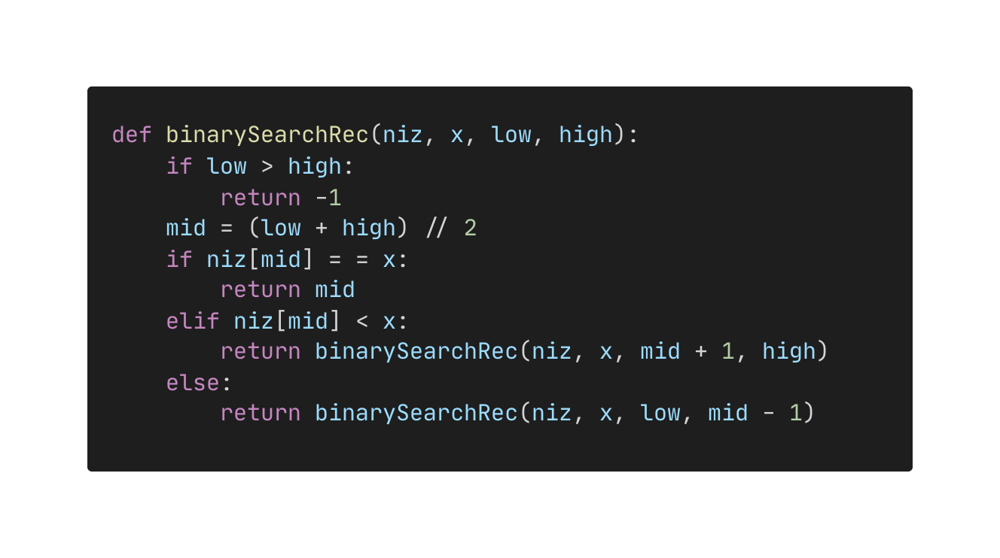 def binarySearchRec(niz, x, low, high):
    if low > high:
        return -1
    mid = (low + high) // 2
    if niz[mid] = = x:
        return mid
    elif niz[mid] < x:
        return binarySearchRec(niz, x, mid + 1, high)
    else:
        return binarySearchRec(niz, x, low, mid - 1)